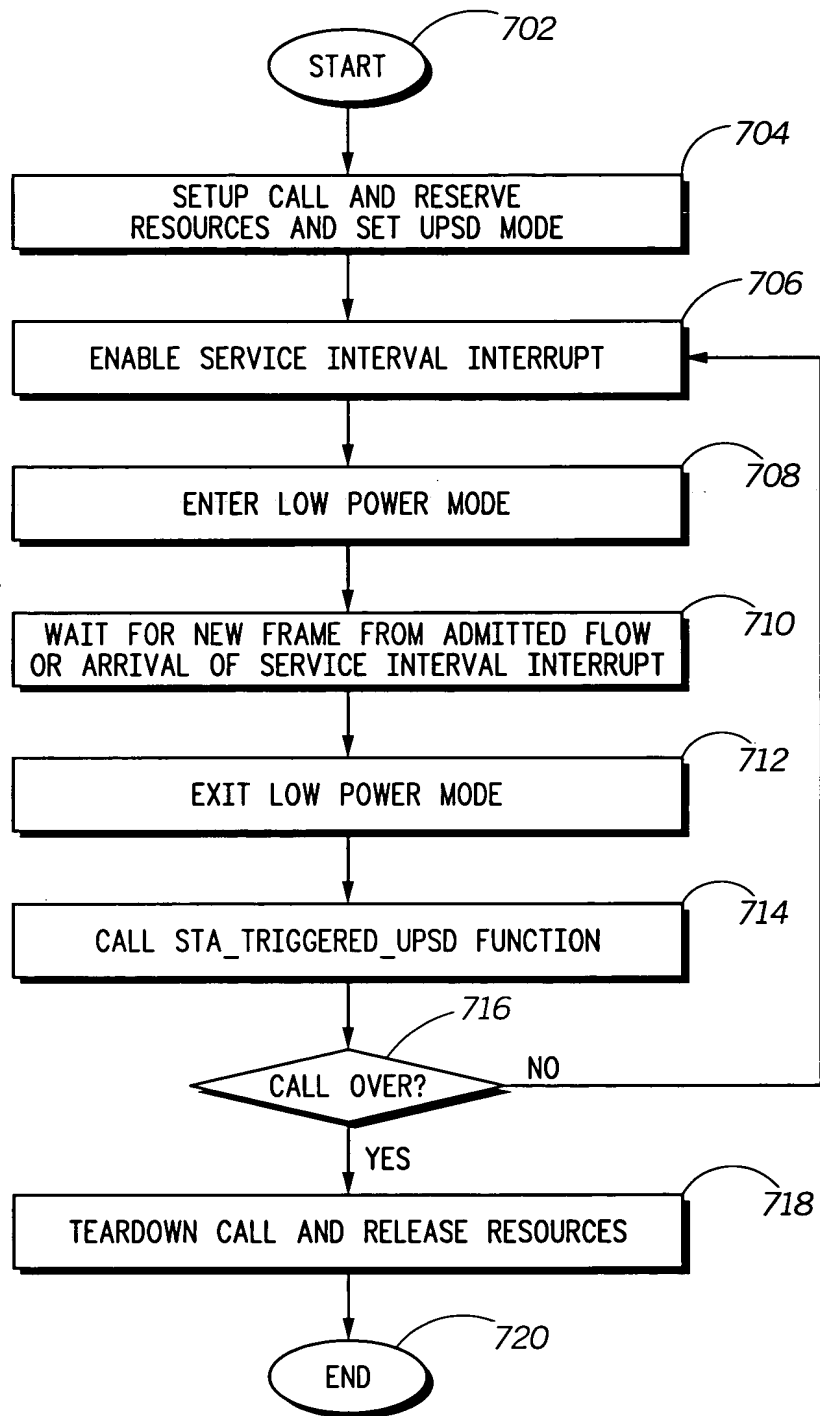 702
START
704
SETUP CALL AND RESERVE
RESOURCES AND SET UPSD MODE
706
ENABLE SERVICE INTERVAL INTERRUPT
708
ENTER LOW POWER MODE
710
WAIT FOR NEW FRAME FROM ADMITTED FLOW
OR ARRIVAL OF SERVICE INTERVAL INTERRUPT
712
EXIT LOW POWER MODE
714
CALL STA_TRIGGERED_UPSD FUNCTION
716
CALL OVER?
NO
YES
718
TEARDOWN CALL AND RELEASE RESOURCES
720
END